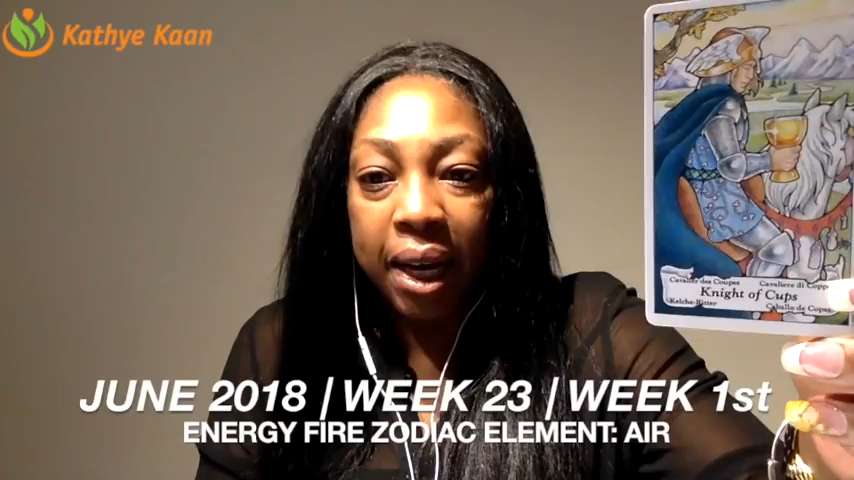 Kathye Kaan
Cavalier des Coupes
Cavaliere di Coppe
Knight of Cups
Kelche-Ritter
Caballo de Copas
JUNE 2018 | WEEK 23 | WEEK 1st
ENERGY FIRE ZODIAC ELEMENT: AIR